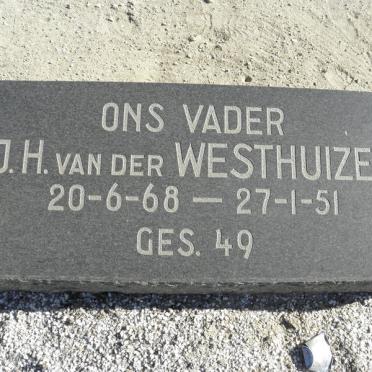 ONS VADER
J.H. VAN DER WESTHUIZE
20-6-68 — 27-1-51
GES. 49